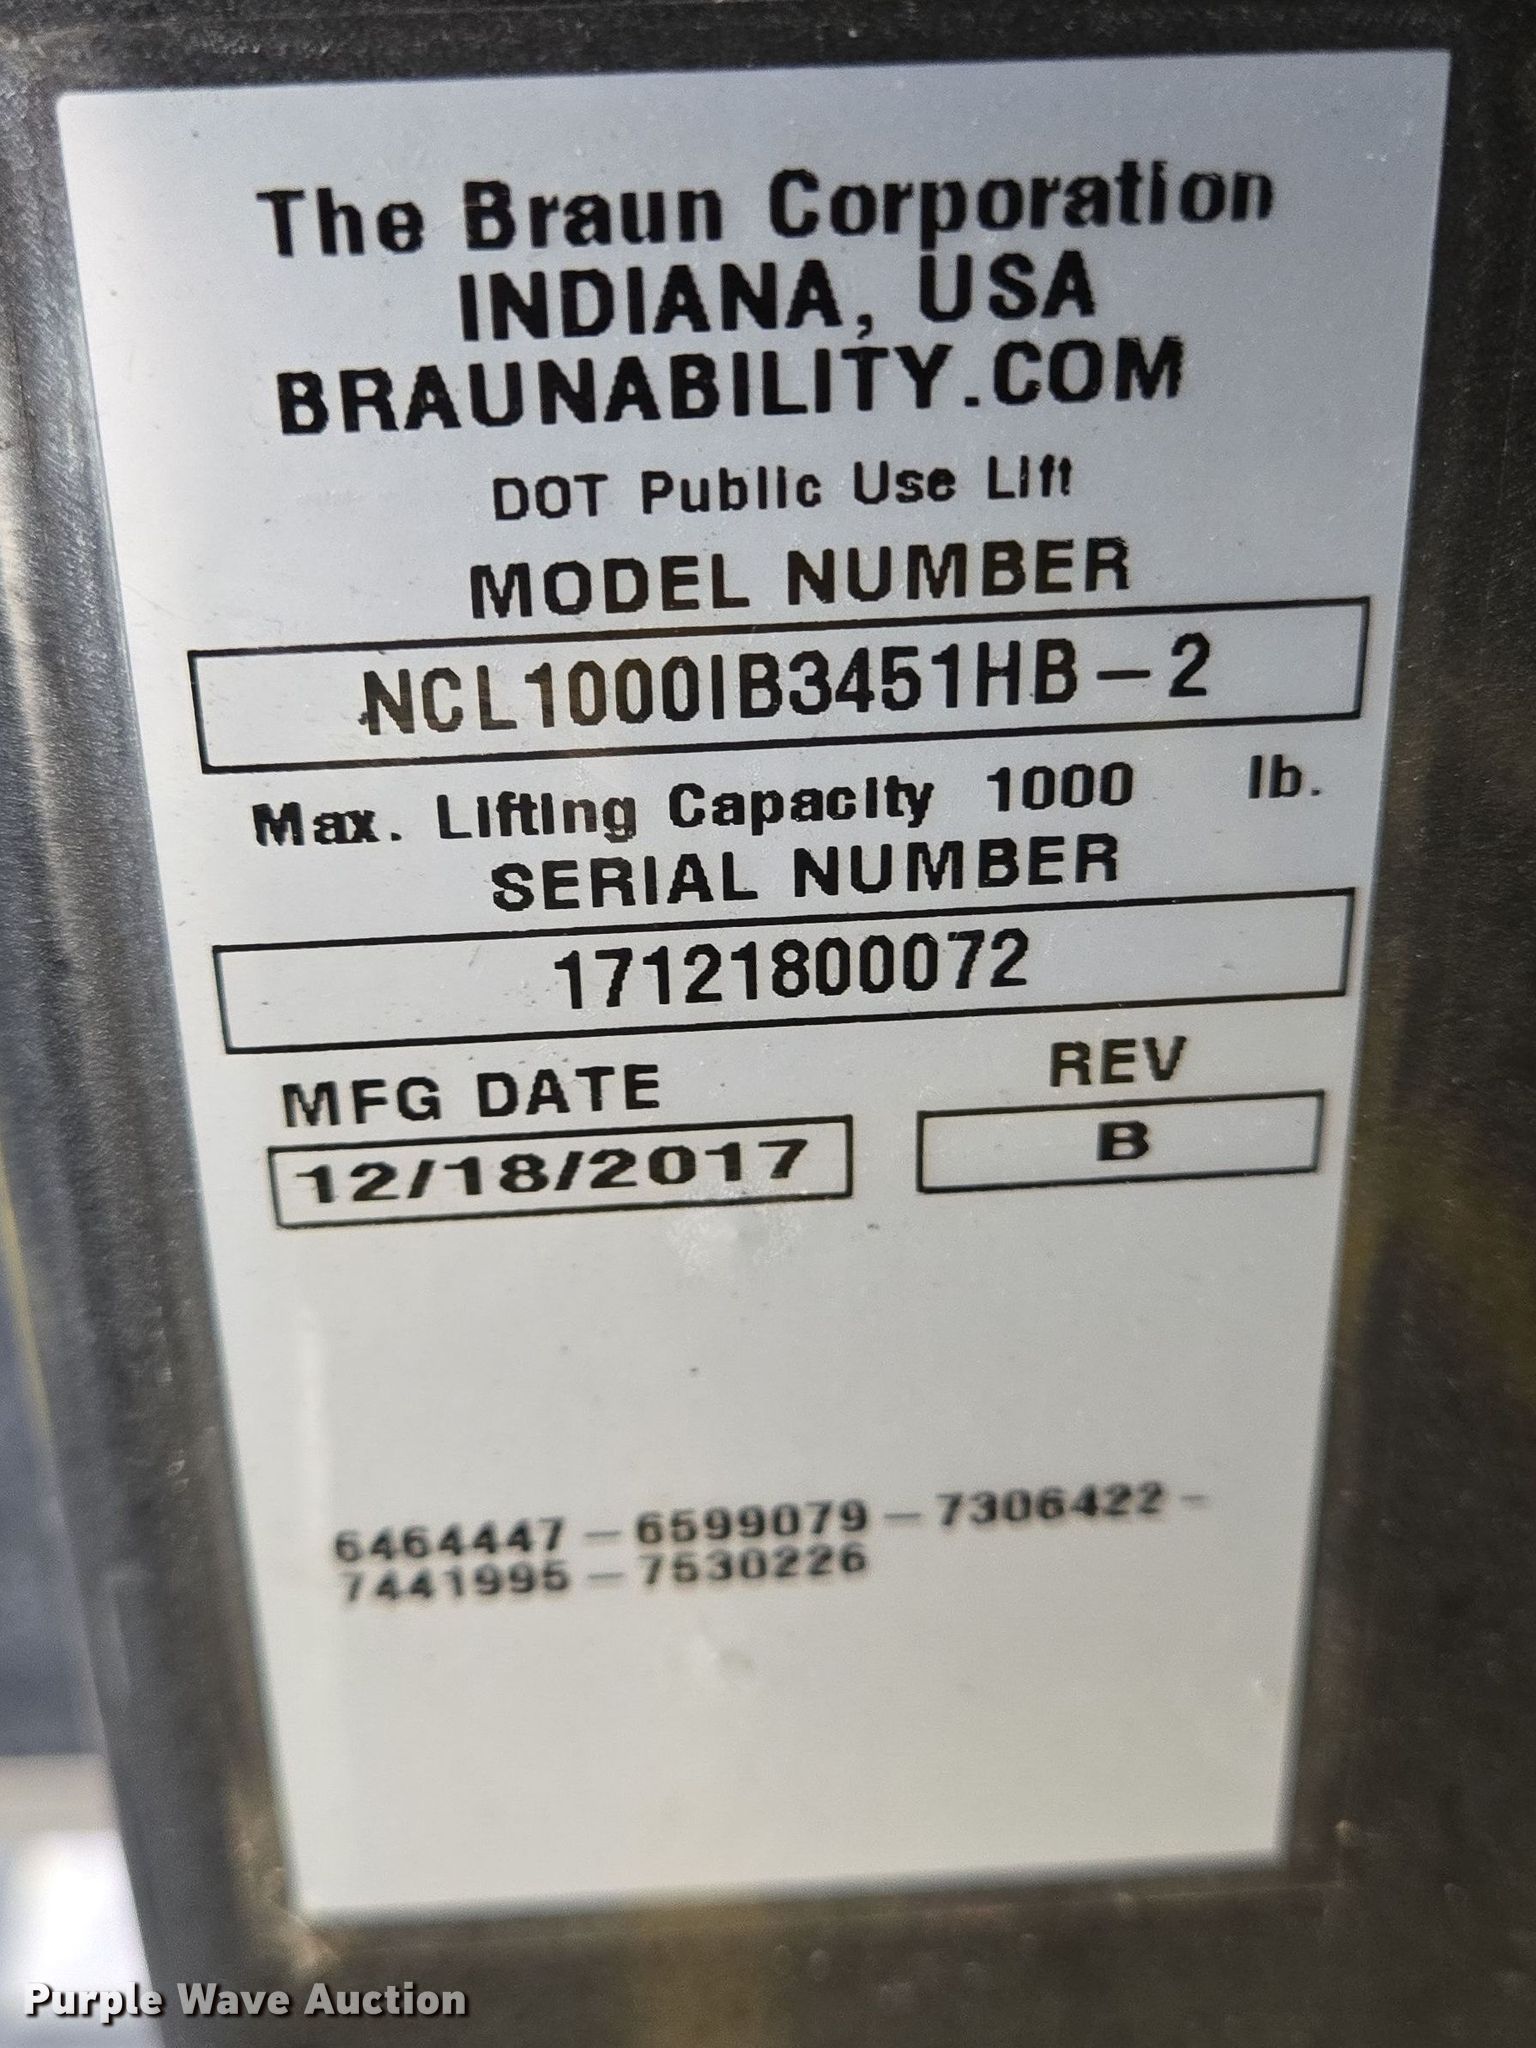 The Braun Corporation
INDIANA, USA
BRAUNABILITY.COM
DOT Public Use Lift
MODEL NUMBER
NCL1000IB3451HB-2
Max. Lifting Capacity 1000 lb.
SERIAL NUMBER
17121800072
MFG DATE REV
12/18/2017 B
6464447-6599079-7306422-
7441995-7530226
Purple Wave Auction